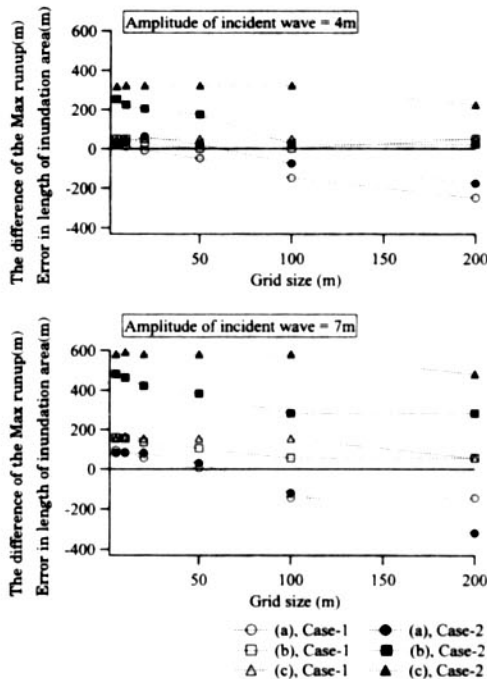 Amplitude of incident wave = 4m
The difference of the Max runup(m)
Error in length of inundation area(m)
600
400
200
0
-200
-400
0 50 100 150 200
Grid size (m)
Amplitude of incident wave = 7m
The difference of the Max runup(m)
Error in length of inundation area(m)
600
400
200
0
-200
-400
0 50 100 150 200
Grid size (m)
(a), Case-1 (a), Case-2
(b), Case-1 (b), Case-2
(c), Case-1 (c), Case-2